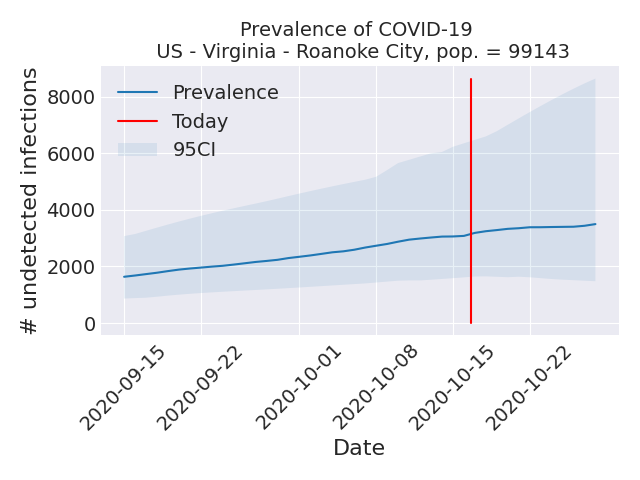 Prevalence of COVID-19
US - Virginia - Roanoke City, pop. = 99143
# undetected infections
8000
6000
4000
2000
0
Prevalence
Today
95CI
2020-09-15
2020-09-22
2020-10-01
2020-10-08
2020-10-15
2020-10-22
Date